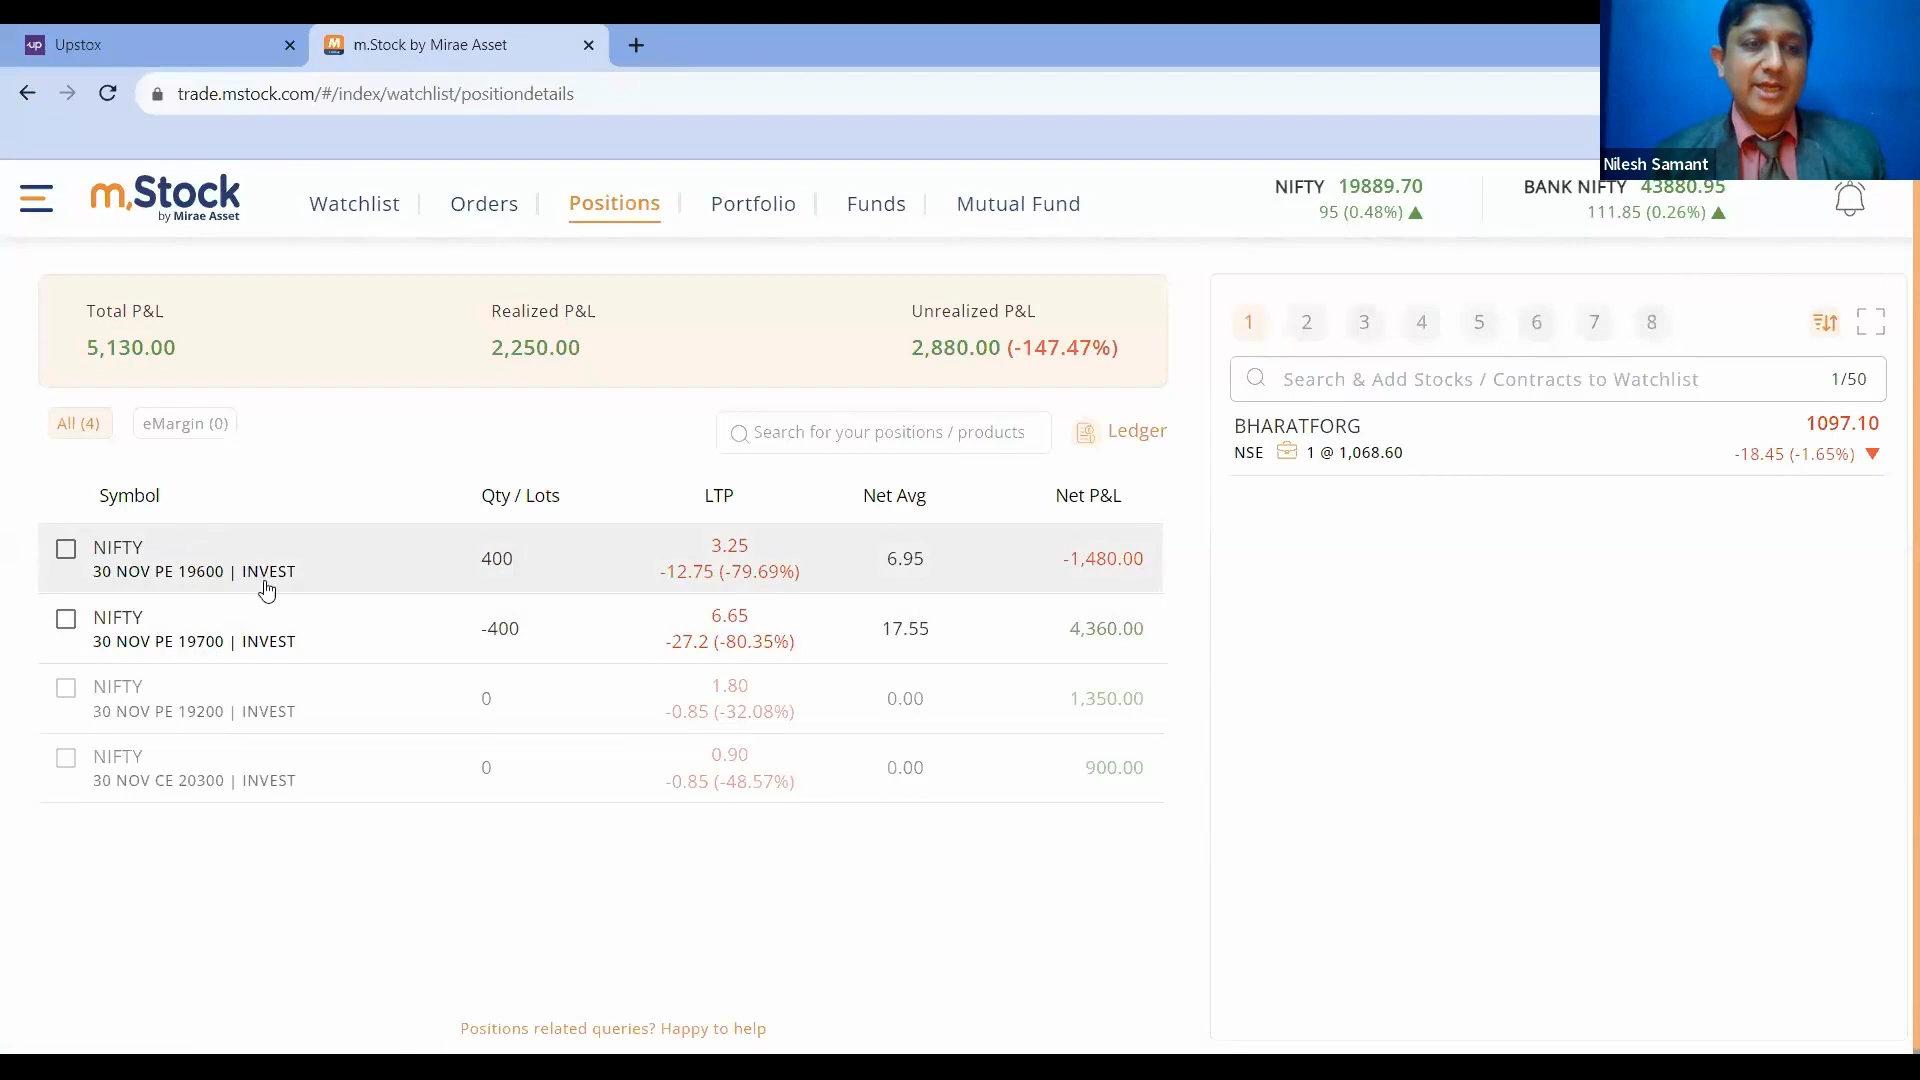 up Upstox
m.Stock by Mirae Asset
trade.mstock.com/#/index/watchlist/positiondetails
Nilesh Samant
m.Stock
by Mirae Asset
Watchlist
Orders
Positions
Portfolio
Funds
Mutual Fund
NIFTY 19889.70
95 (0.48%)
BANK NIFTY 43880.95
111.85 (0.26%)
Total P&L
5,130.00
Realized P&L
2,250.00
Unrealized P&L
2,880.00 (-147.47%)
All (4)
eMargin (0)
Search for your positions / products
Ledger
Symbol Qty / Lots LTP Net Avg Net P&L
NIFTY
30 NOV PE 19600 | INVEST
400
3.25
-12.75 (-79.69%)
6.95
-1,480.00
NIFTY
30 NOV PE 19700 | INVEST
-400
6.65
-27.2 (-80.35%)
17.55
4,360.00
NIFTY
30 NOV PE 19200 | INVEST
0
1.80
-0.85 (-32.08%)
0.00
1,350.00
NIFTY
30 NOV CE 20300 | INVEST
0
0.90
-0.85 (-48.57%)
0.00
900.00
Positions related queries? Happy to help
1 2 3 4 5 6 7 8
Search & Add Stocks / Contracts to Watchlist 1/50
BHARATFORG 1097.10
NSE 1 @ 1,068.60 -18.45 (-1.65%)